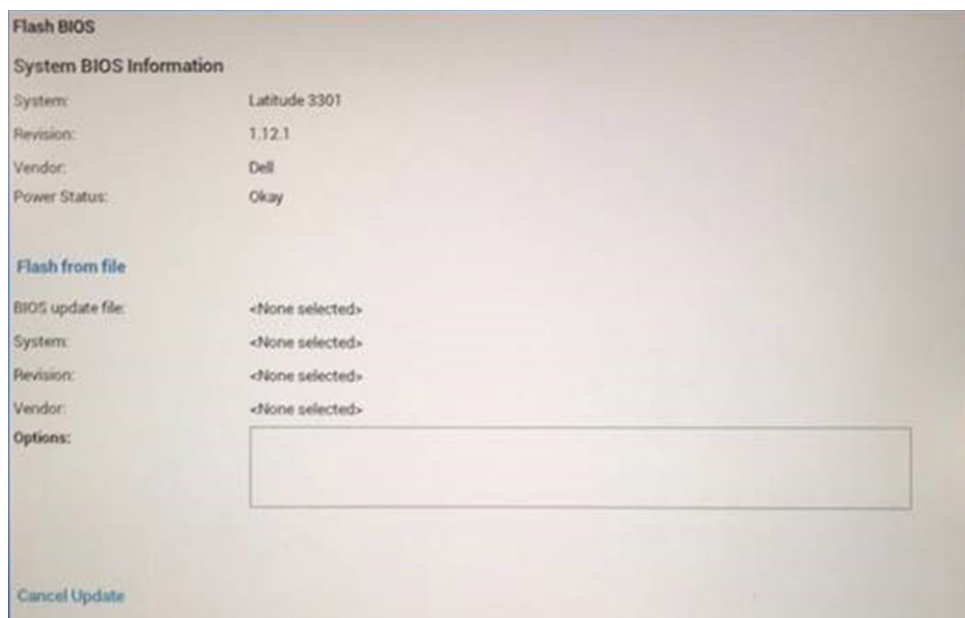 Flash BIOS
System BIOS Information
System: Latitude 3301
Revision: 1.12.1
Vendor: Dell
Power Status: Okay
Flash from file
BIOS update file: <None selected>
System: <None selected>
Revision: <None selected>
Vendor: <None selected>
Options:
Cancel Update